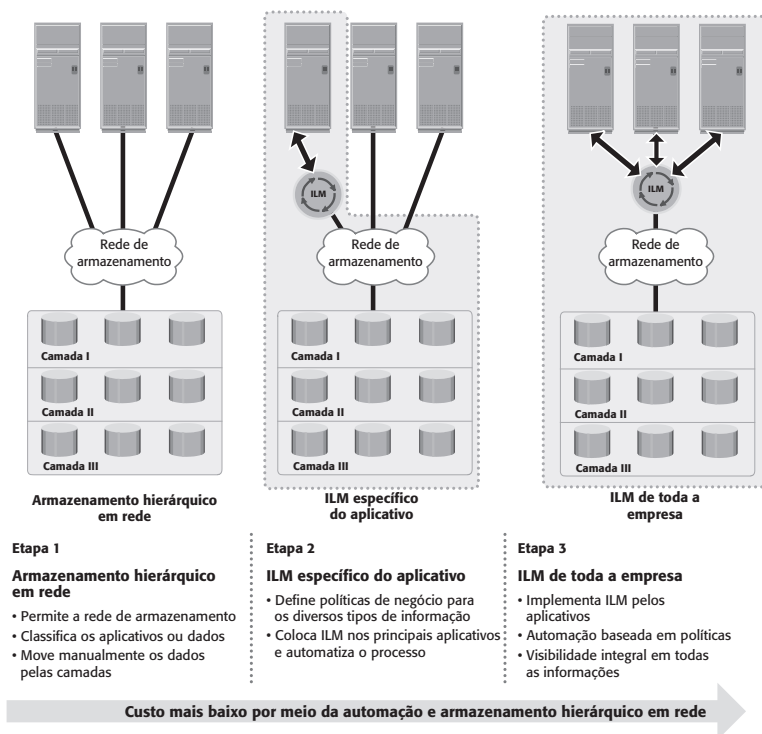 ILM
ILM
Rede de
armazenamento
Rede de
armazenamento
Rede de
armazenamento
Camada I
Camada II
Camada III
Camada I
Camada II
Camada III
Camada I
Camada II
Camada III
Armazenamento hierárquico
em rede
ILM específico
do aplicativo
ILM de toda a
empresa
Etapa 1
Armazenamento hierárquico
em rede
• Permite a rede de armazenamento
• Classifica os aplicativos ou dados
• Move manualmente os dados
pelas camadas
Etapa 2
ILM específico do aplicativo
• Define políticas de negócio para
os diversos tipos de informação
• Coloca ILM nos principais aplicativos
e automatiza o processo
Etapa 3
ILM de toda a empresa
• Implementa ILM pelos
aplicativos
• Automação baseada em políticas
• Visibilidade integral em todas
as informações
Custo mais baixo por meio da automação e armazenamento hierárquico em rede